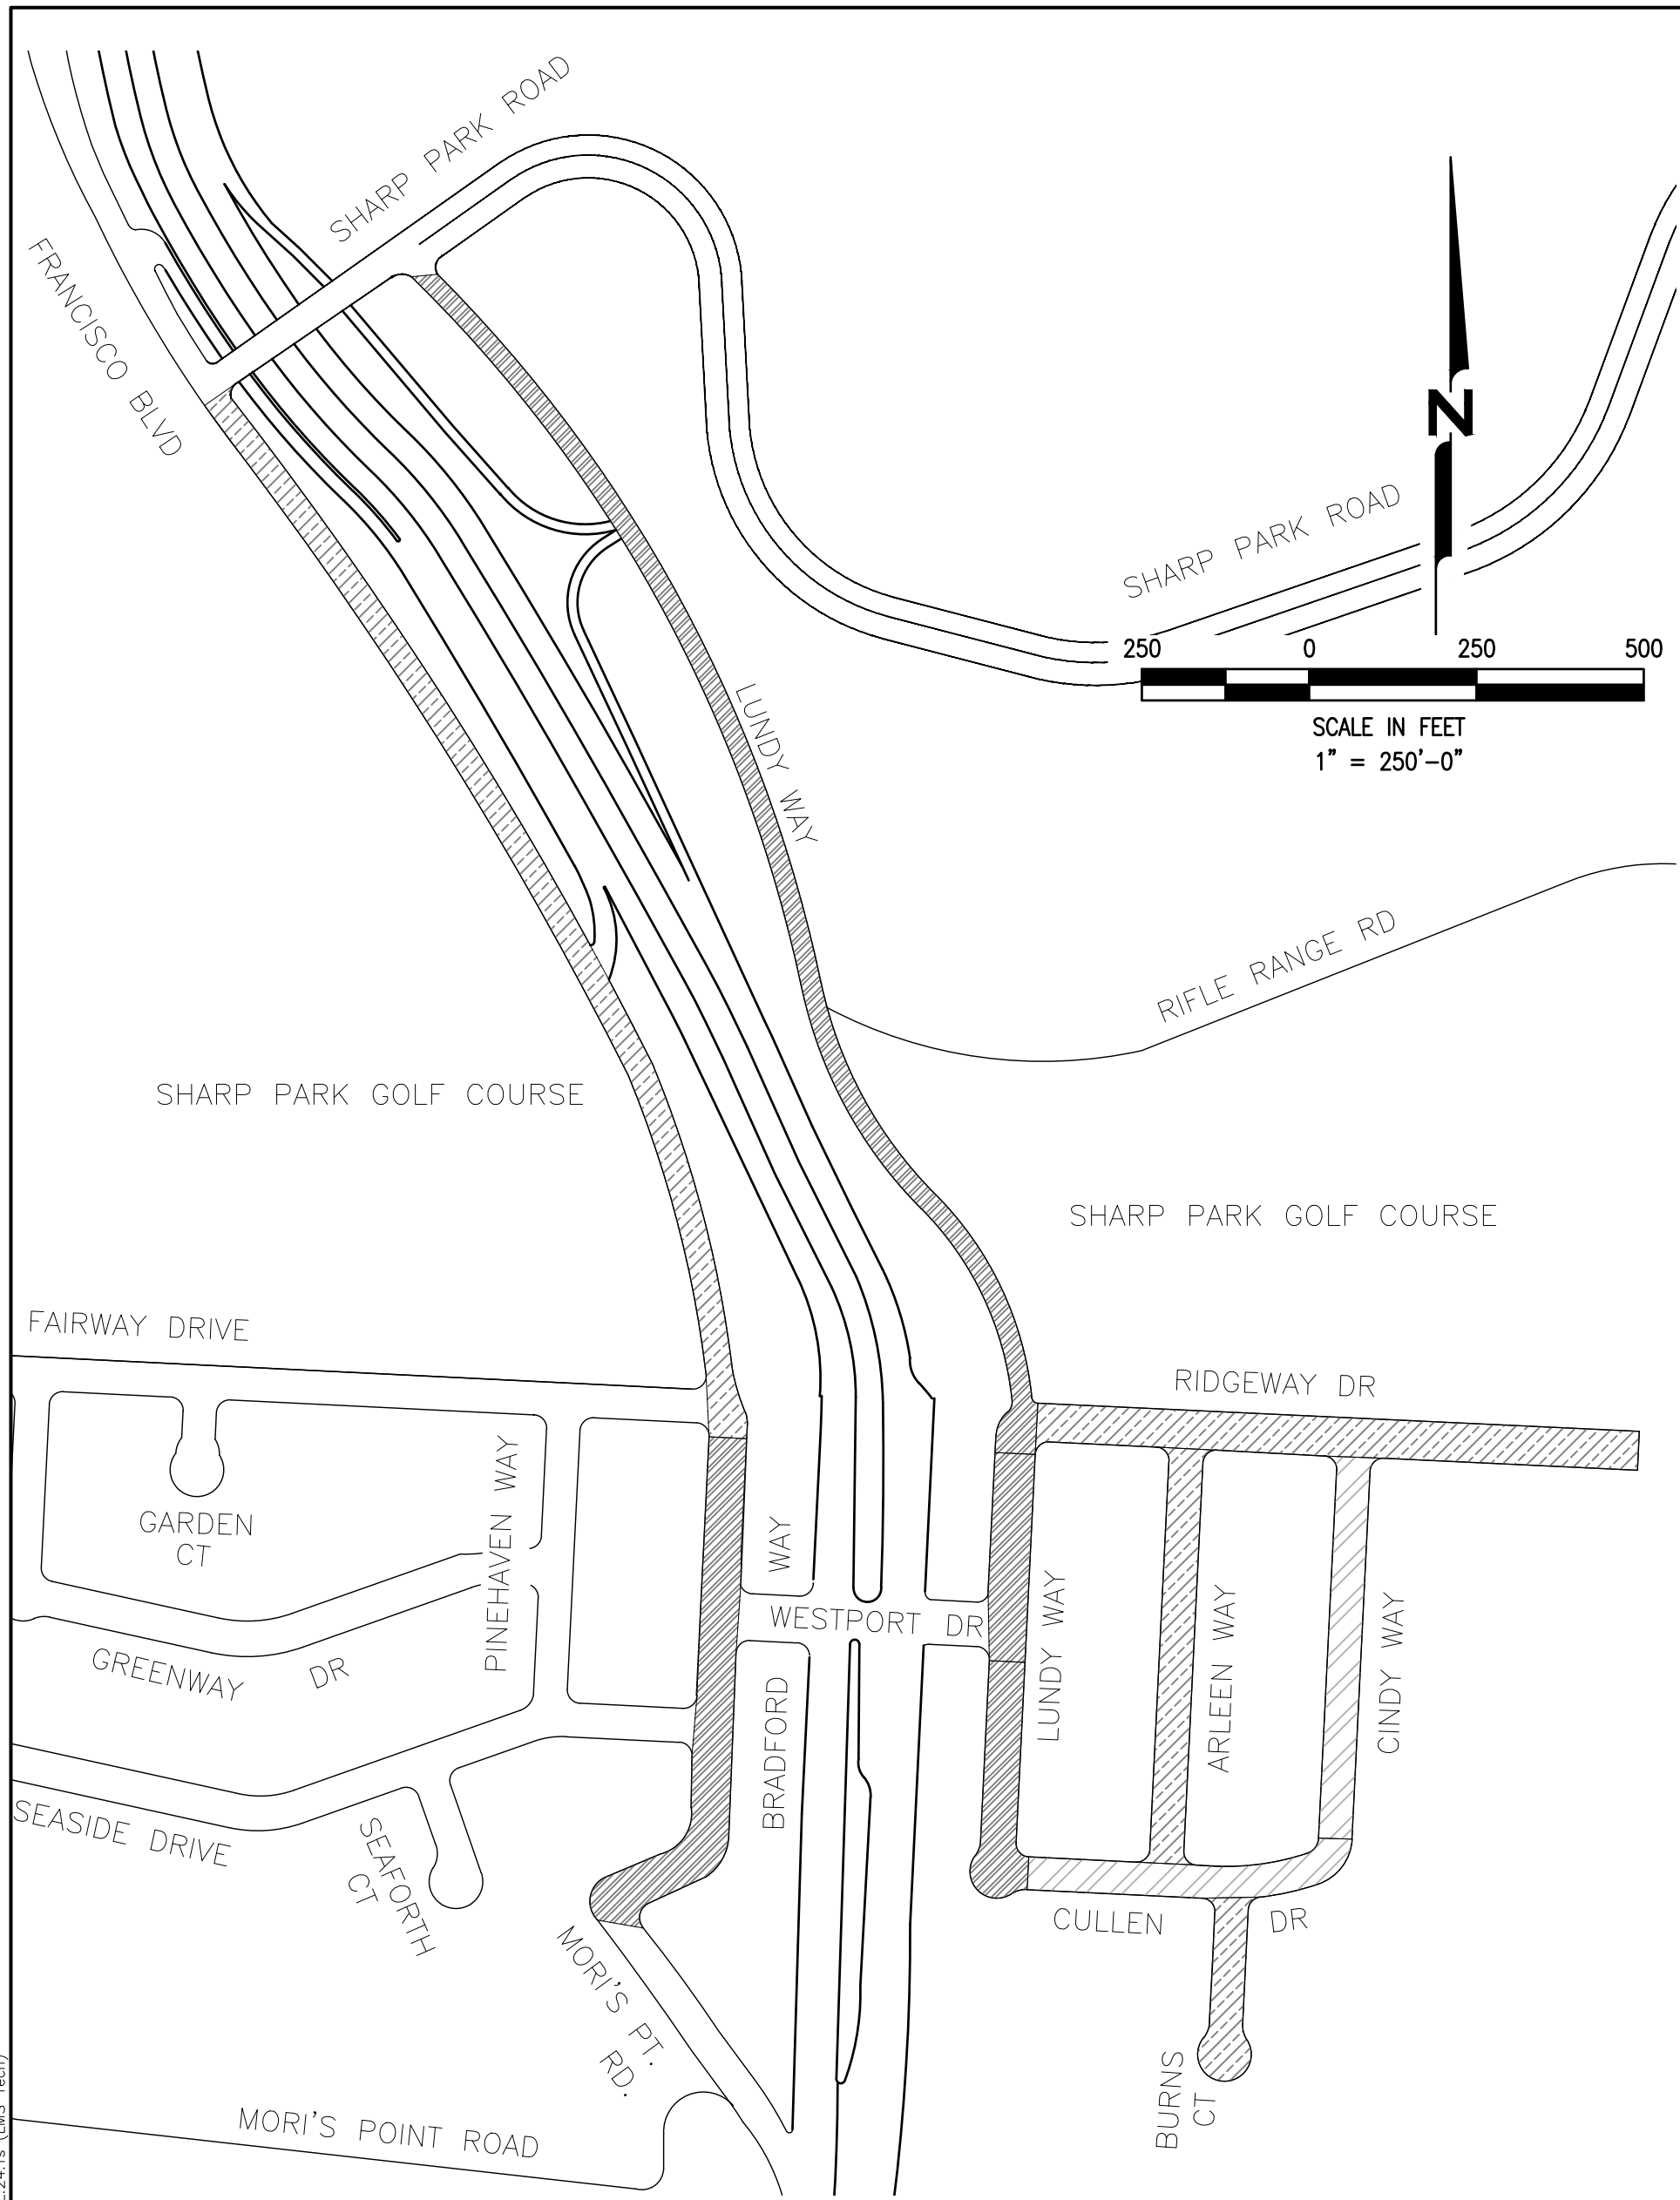 SHARP PARK ROAD
FRANCISCO BLVD
N
SHARP PARK ROAD
250 0 250 500
SCALE IN FEET
1" = 250'-0"
LUNDY WAY
RIFLE RANGE RD
SHARP PARK GOLF COURSE
SHARP PARK GOLF COURSE
FAIRWAY DRIVE
RIDGEWAY DR
GARDEN
CT
PINEHAVEN WAY
BRADFORD WAY
WESTPORT DR
LUNDY WAY
ARLEEN WAY
CINDY WAY
GREENWAY DR
SEASIDE DRIVE
SEAFORTH
CT
CULLEN DR
MORI'S PT.
RD.
BURNS
CT
MORI'S POINT ROAD
(LMS Tech)